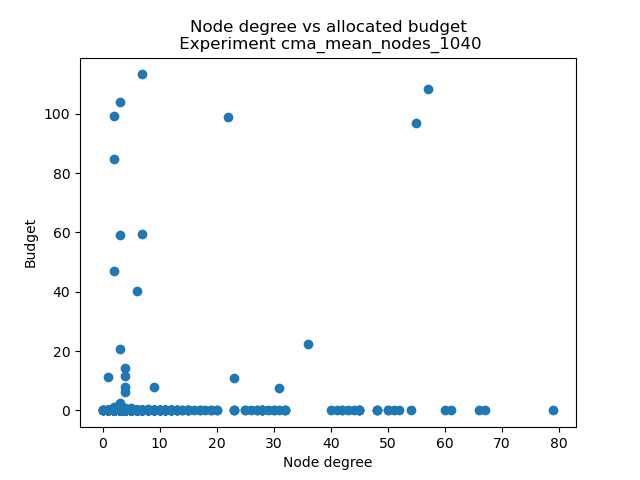 Node degree vs allocated budget
Experiment cma_mean_nodes_1040
100
80
60
40
20
0
Budget
0 10 20 30 40 50 60 70 80
Node degree